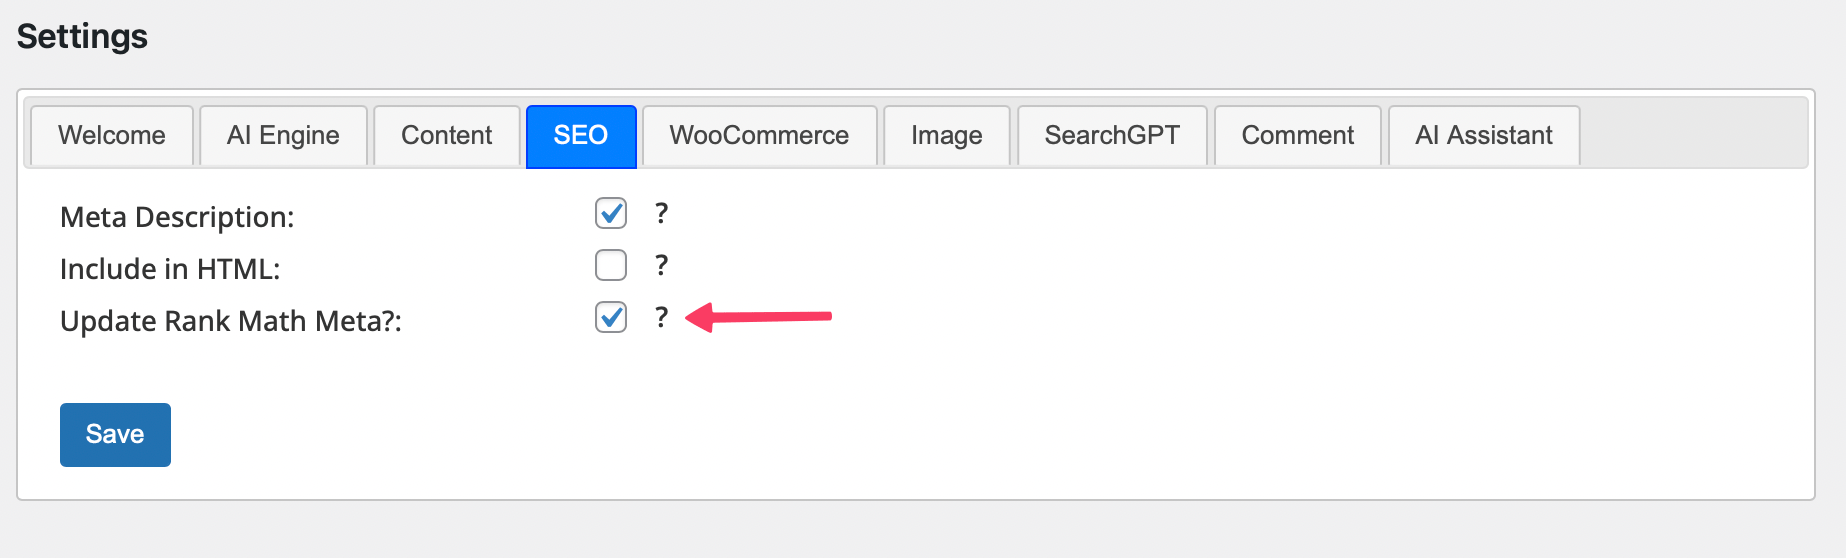 Settings
Welcome AI Engine Content SEO WooCommerce Image SearchGPT Comment AI Assistant
Meta Description: ?
Include in HTML: ?
Update Rank Math Meta?: ?
Save